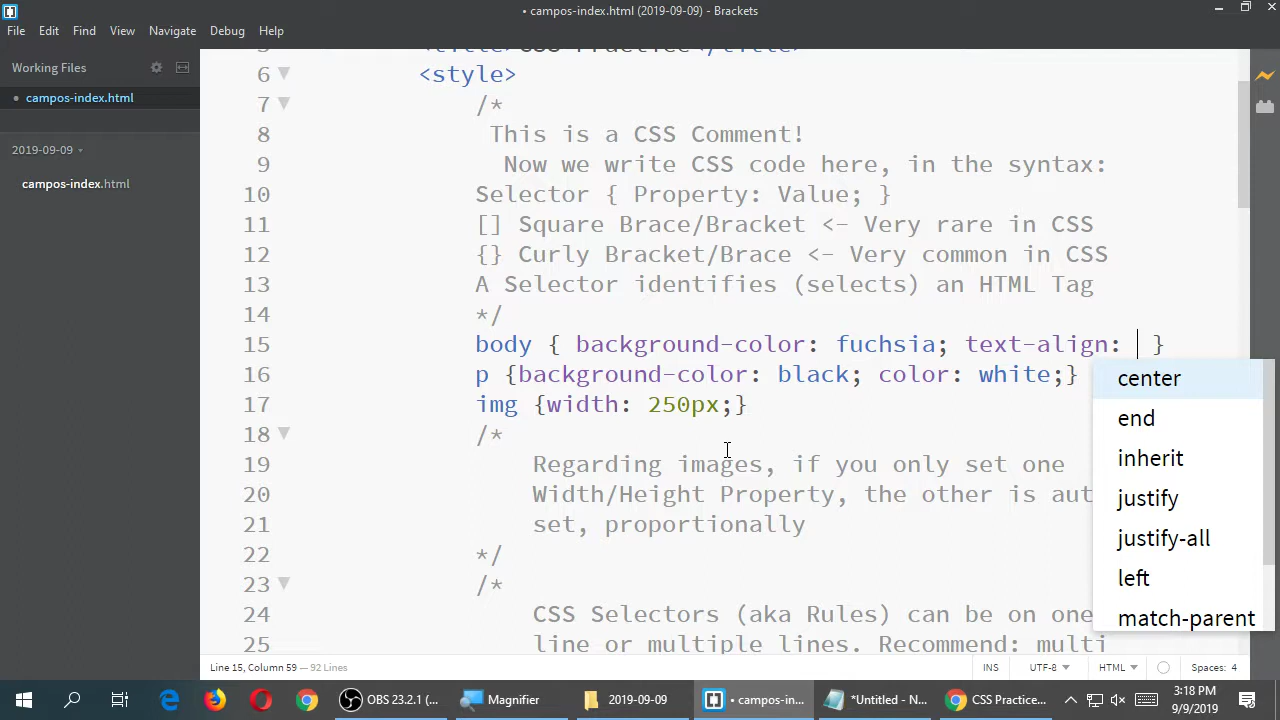 • campos-index.html (2019-09-09) - Brackets
File Edit Find View Navigate Debug Help
Working Files
• campos-index.html
2019-09-09
campos-index.html
5 <title>CSS Practice</title>
6 <style>
7 /*
8 This is a CSS Comment!
9 Now we write CSS code here, in the syntax:
10 Selector { Property: Value; }
11 [] Square Brace/Bracket <- Very rare in CSS
12 {} Curly Bracket/Brace <- Very common in CSS
13 A Selector identifies (selects) an HTML Tag
14 */
15 body { background-color: fuchsia; text-align: }
16 p {background-color: black; color: white;}
17 img {width: 250px;}
18 /*
19 Regarding images, if you only set one
20 Width/Height Property, the other is aut
21 set, proportionally
22 */
23 /*
24 CSS Selectors (aka Rules) can be on one
25 line or multiple lines. Recommend: multi
center
end
inherit
justify
justify-all
left
match-parent
Line 15, Column 59 — 92 Lines
INS UTF-8 HTML Spaces: 4
OBS 23.2.1 (... Magnifier 2019-09-09 • campos-in... *Untitled - N... CSS Practice...
3:18 PM
9/9/2019